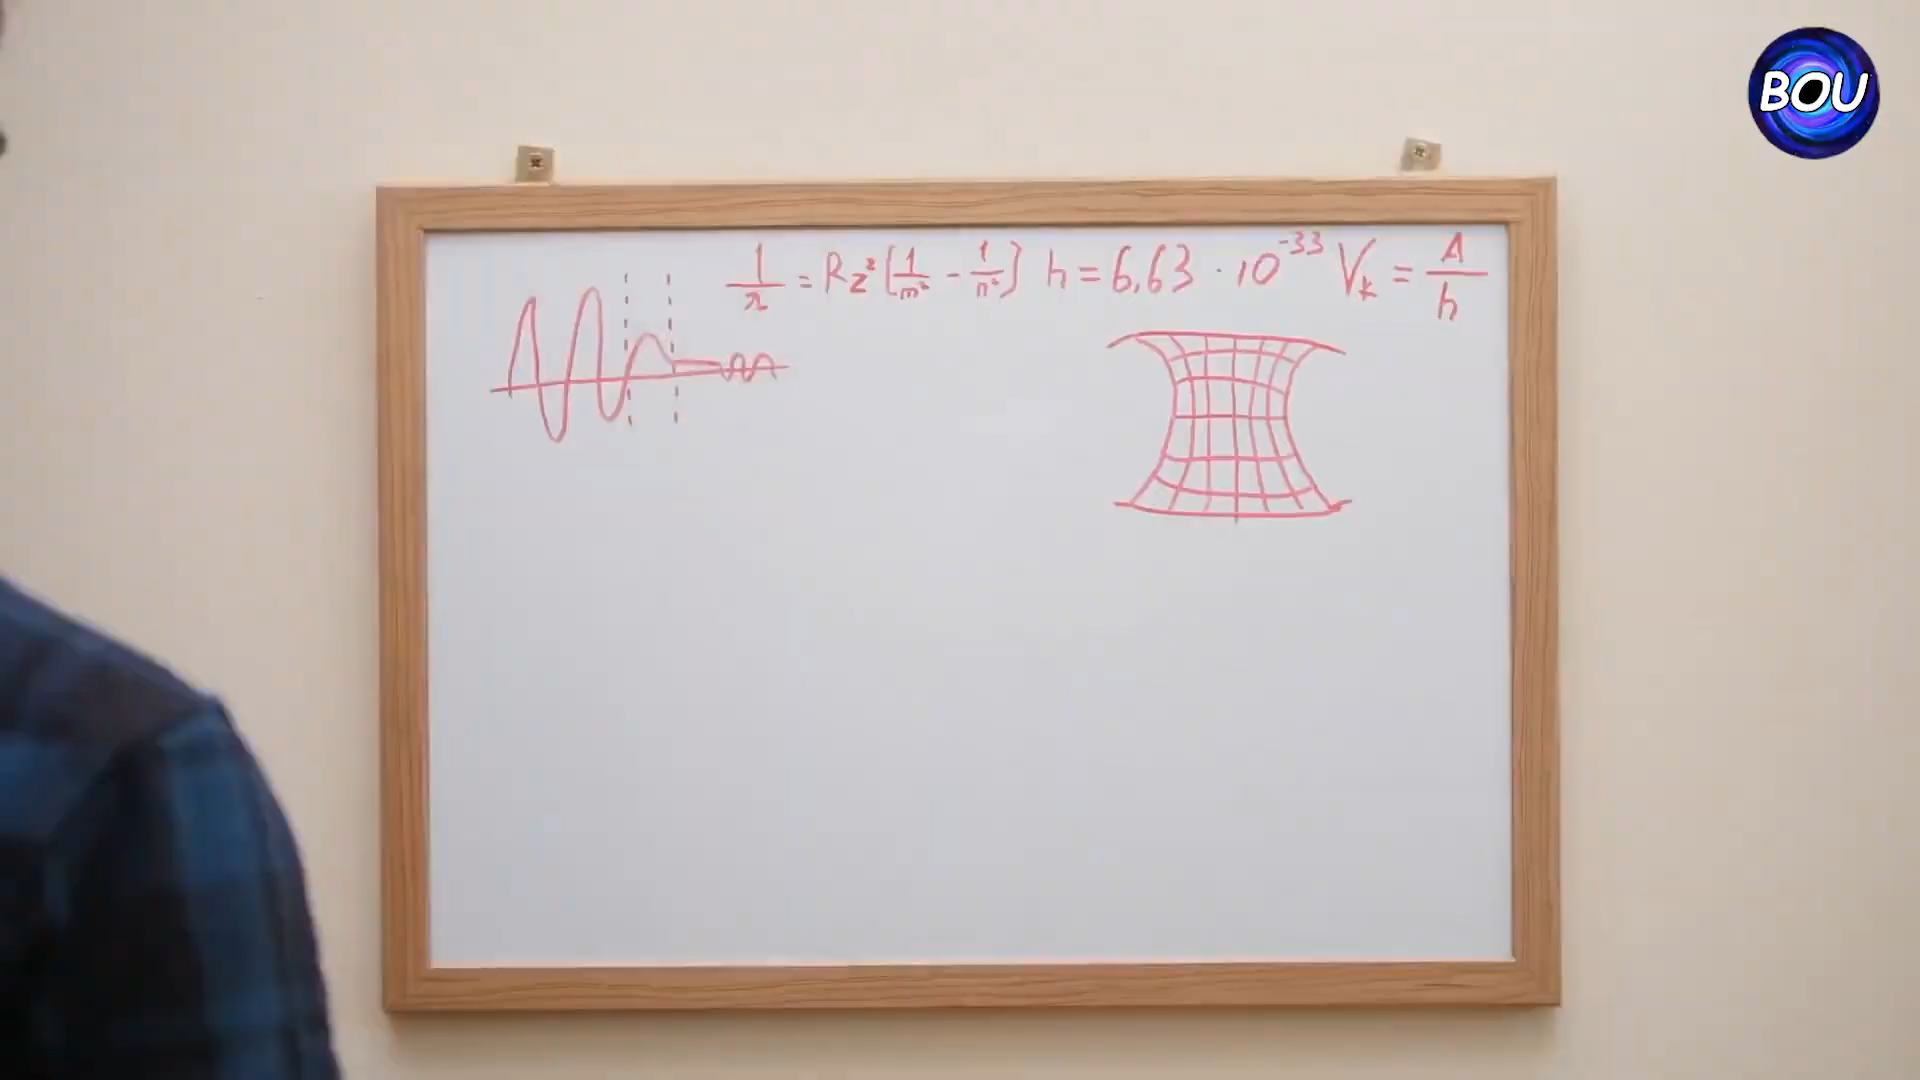 BOU
1/λ = Rz²[1/m² - 1/n²] h = 6,63 · 10⁻³³ Vk = A/h